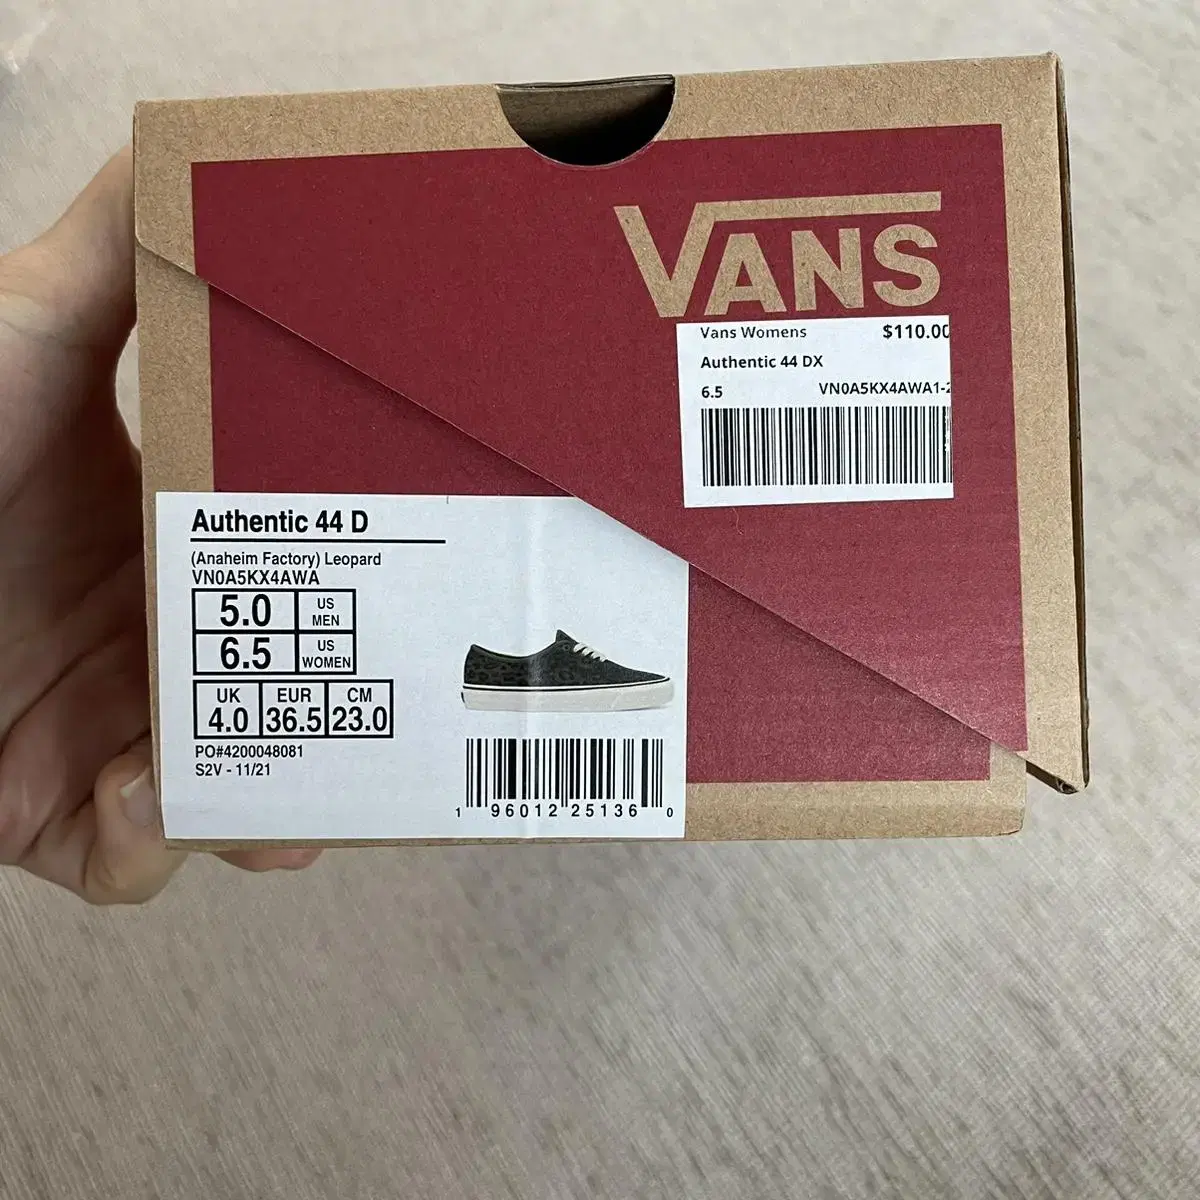 VANS
Vans Womens $110.00
Authentic 44 DX
6.5 VN0A5KX4AWA1-2
Authentic 44 D
(Anaheim Factory) Leopard
VN0A5KX4AWA
5.0 US MEN
6.5 US WOMEN
UK EUR CM
4.0 36.5 23.0
PO#4200048081
S2V - 11/21
1 96012 25136 0